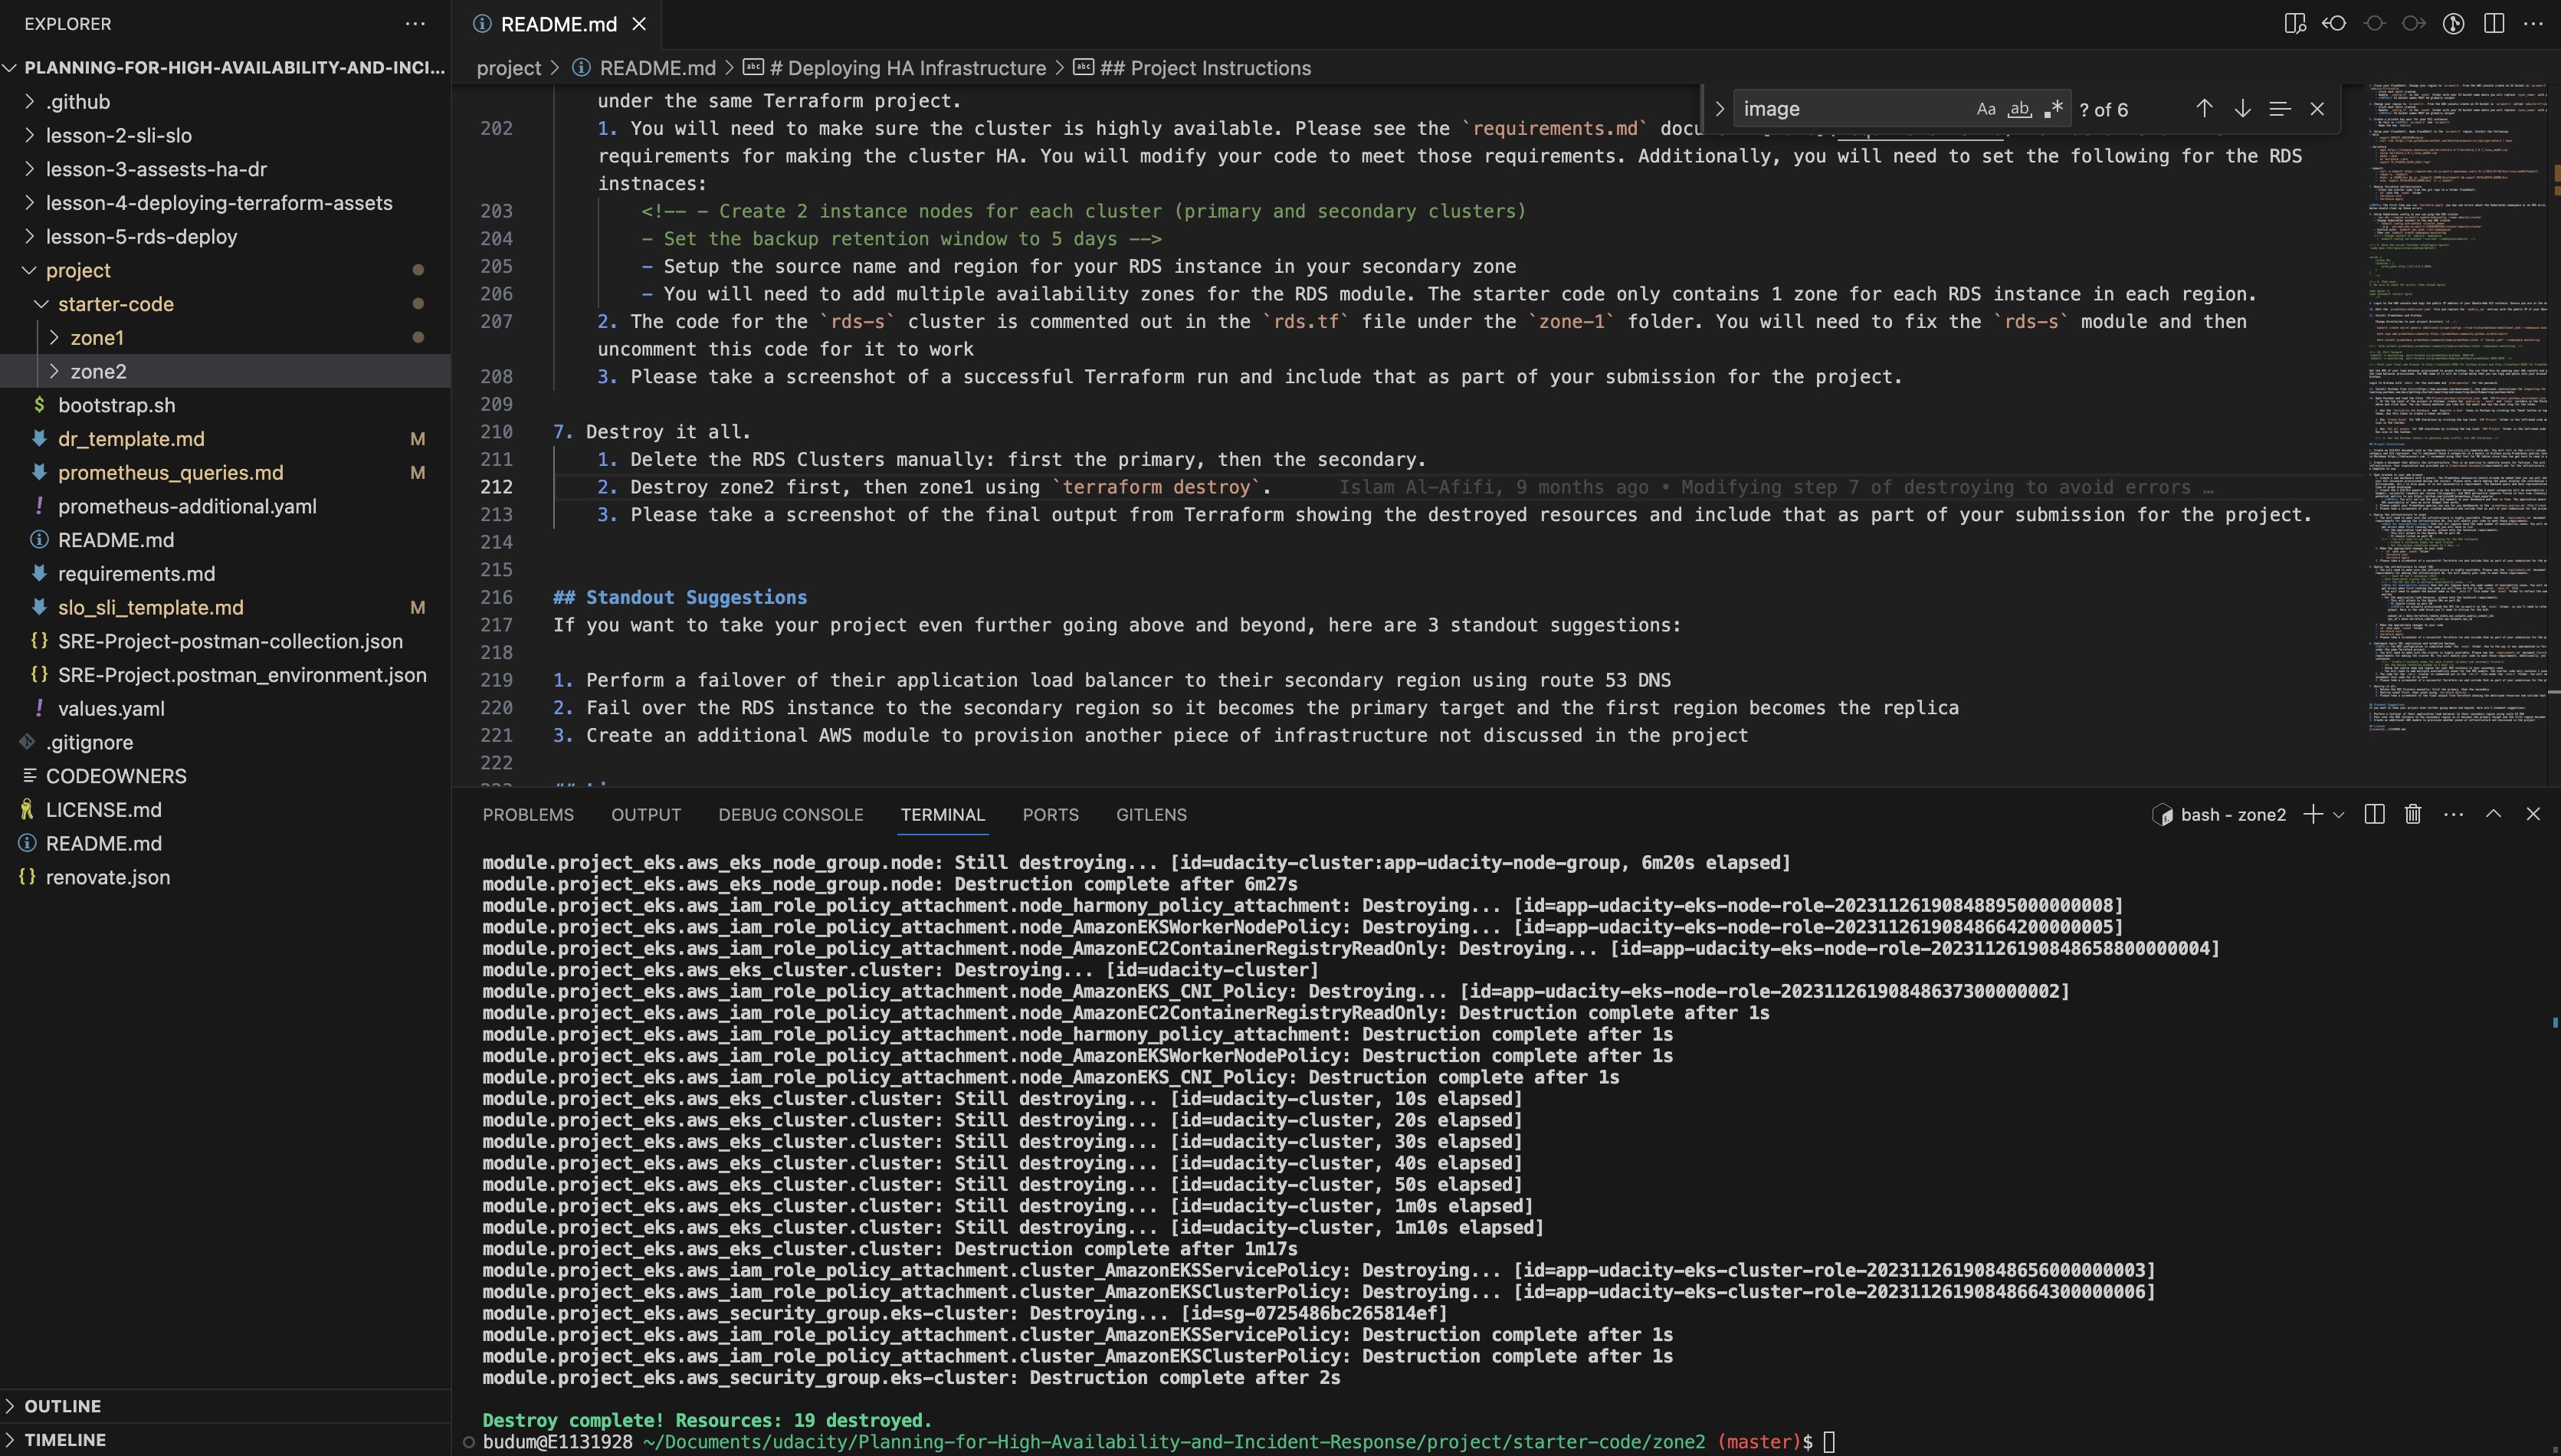 EXPLORER
PLANNING-FOR-HIGH-AVAILABILITY-AND-INCI...
.github
lesson-2-sli-slo
lesson-3-assests-ha-dr
lesson-4-deploying-terraform-assets
lesson-5-rds-deploy
project
starter-code
zone1
zone2
$ bootstrap.sh
dr_template.md M
prometheus_queries.md M
! prometheus-additional.yaml
README.md
requirements.md
slo_sli_template.md M
{} SRE-Project-postman-collection.json
{} SRE-Project.postman_environment.json
! values.yaml
.gitignore
CODEOWNERS
LICENSE.md
README.md
{} renovate.json
OUTLINE
TIMELINE
README.md
project > README.md > # Deploying HA Infrastructure > ## Project Instructions
image Aa ab .* ? of 6
under the same Terraform project.
202 1. You will need to make sure the cluster is highly available. Please see the `requirements.md` docu
requirements for making the cluster HA. You will modify your code to meet those requirements. Additionally, you will need to set the following for the RDS
instnaces:
203 <!-- - Create 2 instance nodes for each cluster (primary and secondary clusters)
204 - Set the backup retention window to 5 days -->
205 - Setup the source name and region for your RDS instance in your secondary zone
206 - You will need to add multiple availability zones for the RDS module. The starter code only contains 1 zone for each RDS instance in each region.
207 2. The code for the `rds-s` cluster is commented out in the `rds.tf` file under the `zone-1` folder. You will need to fix the `rds-s` module and then
uncomment this code for it to work
208 3. Please take a screenshot of a successful Terraform run and include that as part of your submission for the project.
209
210 7. Destroy it all.
211 1. Delete the RDS Clusters manually: first the primary, then the secondary.
212 2. Destroy zone2 first, then zone1 using `terraform destroy`. Islam Al-Afifi, 9 months ago • Modifying step 7 of destroying to avoid errors …
213 3. Please take a screenshot of the final output from Terraform showing the destroyed resources and include that as part of your submission for the project.
214
215
216 ## Standout Suggestions
217 If you want to take your project even further going above and beyond, here are 3 standout suggestions:
218
219 1. Perform a failover of their application load balancer to their secondary region using route 53 DNS
220 2. Fail over the RDS instance to the secondary region so it becomes the primary target and the first region becomes the replica
221 3. Create an additional AWS module to provision another piece of infrastructure not discussed in the project
222
PROBLEMS OUTPUT DEBUG CONSOLE TERMINAL PORTS GITLENS
bash - zone2
module.project_eks.aws_eks_node_group.node: Still destroying... [id=udacity-cluster:app-udacity-node-group, 6m20s elapsed]
module.project_eks.aws_eks_node_group.node: Destruction complete after 6m27s
module.project_eks.aws_iam_role_policy_attachment.node_harmony_policy_attachment: Destroying... [id=app-udacity-eks-node-role-20231126190848895000000008]
module.project_eks.aws_iam_role_policy_attachment.node_AmazonEKSWorkerNodePolicy: Destroying... [id=app-udacity-eks-node-role-20231126190848664200000005]
module.project_eks.aws_iam_role_policy_attachment.node_AmazonEC2ContainerRegistryReadOnly: Destroying... [id=app-udacity-eks-node-role-20231126190848658800000004]
module.project_eks.aws_eks_cluster.cluster: Destroying... [id=udacity-cluster]
module.project_eks.aws_iam_role_policy_attachment.node_AmazonEKS_CNI_Policy: Destroying... [id=app-udacity-eks-node-role-20231126190848637300000002]
module.project_eks.aws_iam_role_policy_attachment.node_AmazonEC2ContainerRegistryReadOnly: Destruction complete after 1s
module.project_eks.aws_iam_role_policy_attachment.node_harmony_policy_attachment: Destruction complete after 1s
module.project_eks.aws_iam_role_policy_attachment.node_AmazonEKSWorkerNodePolicy: Destruction complete after 1s
module.project_eks.aws_iam_role_policy_attachment.node_AmazonEKS_CNI_Policy: Destruction complete after 1s
module.project_eks.aws_eks_cluster.cluster: Still destroying... [id=udacity-cluster, 10s elapsed]
module.project_eks.aws_eks_cluster.cluster: Still destroying... [id=udacity-cluster, 20s elapsed]
module.project_eks.aws_eks_cluster.cluster: Still destroying... [id=udacity-cluster, 30s elapsed]
module.project_eks.aws_eks_cluster.cluster: Still destroying... [id=udacity-cluster, 40s elapsed]
module.project_eks.aws_eks_cluster.cluster: Still destroying... [id=udacity-cluster, 50s elapsed]
module.project_eks.aws_eks_cluster.cluster: Still destroying... [id=udacity-cluster, 1m0s elapsed]
module.project_eks.aws_eks_cluster.cluster: Still destroying... [id=udacity-cluster, 1m10s elapsed]
module.project_eks.aws_eks_cluster.cluster: Destruction complete after 1m17s
module.project_eks.aws_iam_role_policy_attachment.cluster_AmazonEKSServicePolicy: Destroying... [id=app-udacity-eks-cluster-role-20231126190848656000000003]
module.project_eks.aws_iam_role_policy_attachment.cluster_AmazonEKSClusterPolicy: Destroying... [id=app-udacity-eks-cluster-role-20231126190848664300000006]
module.project_eks.aws_security_group.eks-cluster: Destroying... [id=sg-0725486bc265814ef]
module.project_eks.aws_iam_role_policy_attachment.cluster_AmazonEKSServicePolicy: Destruction complete after 1s
module.project_eks.aws_iam_role_policy_attachment.cluster_AmazonEKSClusterPolicy: Destruction complete after 1s
module.project_eks.aws_security_group.eks-cluster: Destruction complete after 2s
Destroy complete! Resources: 19 destroyed.
budum@E1131928 ~/Documents/udacity/Planning-for-High-Availability-and-Incident-Response/project/starter-code/zone2 (master)$